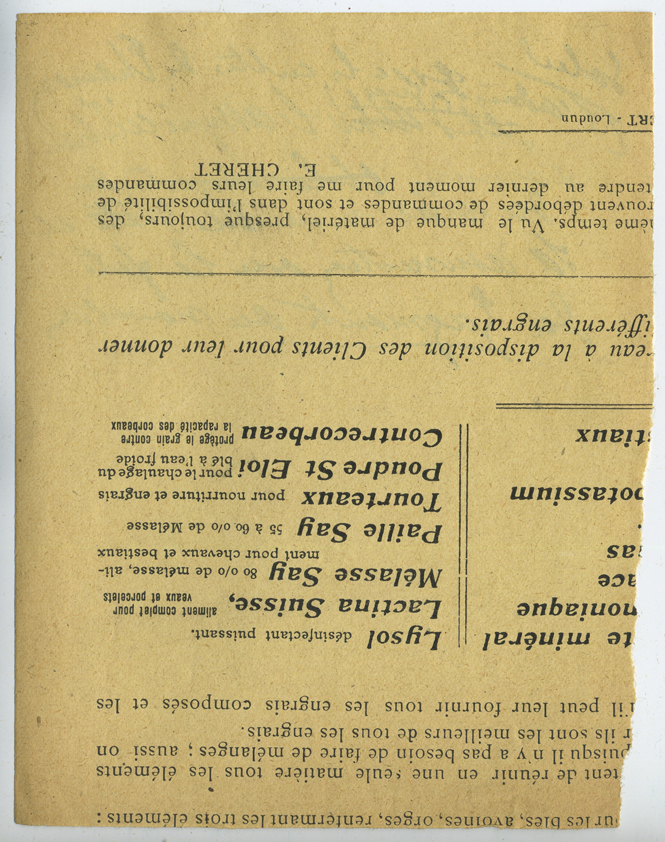 ur les blés, avoines, orges, renfermant les trois éléments :
tent de réunir en une seule matière tous les éléments
puisqu'il n'y a pas besoin de faire de mélanges ; aussi on
r ils sont les meilleurs de tous les engrais.
'il peut leur fournir tous les engrais composés et les
te minéral
noniaque
ace
as
.
potassium
tiaux
Lysol désinfectant puissant.
Lactina Suisse, aliment complet pour
veaux et porcelets
Mélasse Say 80 o/o de mélasse, ali-
ment pour chevaux et bestiaux
Paille Say 55 à 60 o/o de Mélasse
Tourteaux pour nourriture et engrais
Poudre St Eloi pour le chaulage du
blé à l'eau froide
Contrecorbeau protège le grain contre
la rapacité des corbeaux
reau à la disposition des Clients pour leur donner
ifférents engrais.
même temps. Vu le manque de matériel, presque toujours, des
rouvent débordées de commandes et sont dans l'impossibilité de
tendre au dernier moment pour me faire leurs commandes
E. CHERET
ERT - Loudun